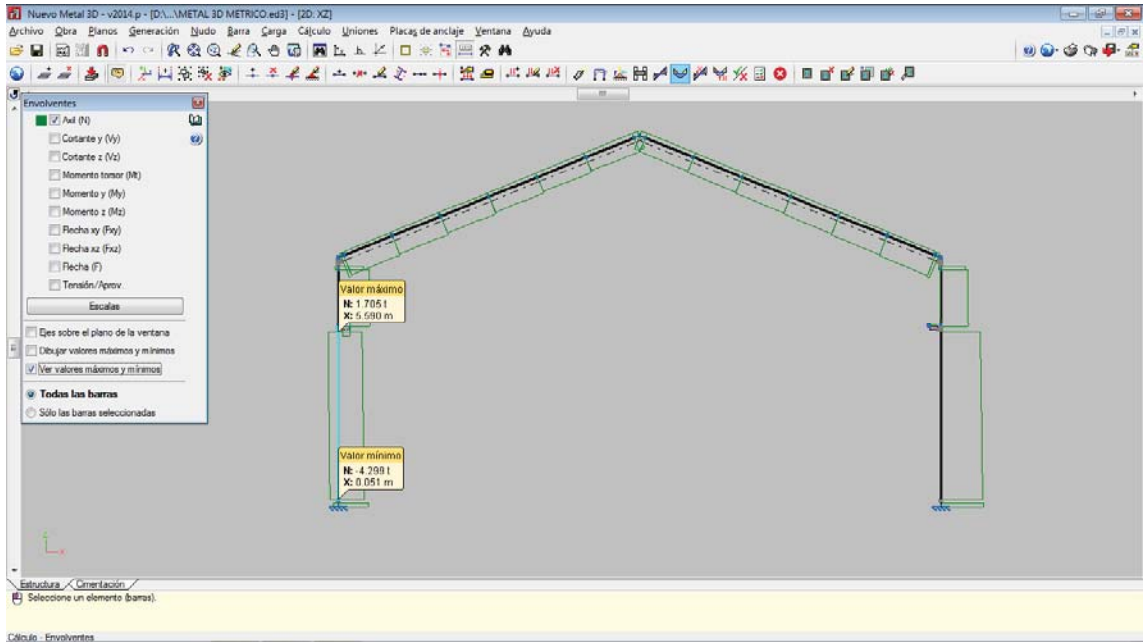 Nuevo Metal 3D - v2014.p - [D:\...\METAL 3D METRICO.ed3] - [2D: XZ]
Archivo Obra Planos Generación Nudo Barra Carga Cálculo Uniones Placas de anclaje Ventana Ayuda
Envolventes
Axil (N)
Cortante y (Vy)
Cortante z (Vz)
Momento torsor (Mt)
Momento y (My)
Momento z (Mz)
Flecha xy (Fxy)
Flecha xz (Fxz)
Flecha (F)
Tensión/Aprov.
Escalas
Ejes sobre el plano de la ventana
Dibujar valores máximos y mínimos
Ver valores máximos y mínimos
Todas las barras
Sólo las barras seleccionadas
Valor máximo
N: 1.705 t
X: 5.590 m
Valor mínimo
N: -4.299 t
X: 0.051 m
z
x
Estructura Cimentación
Seleccione un elemento (barras).
Cálculo - Envolventes